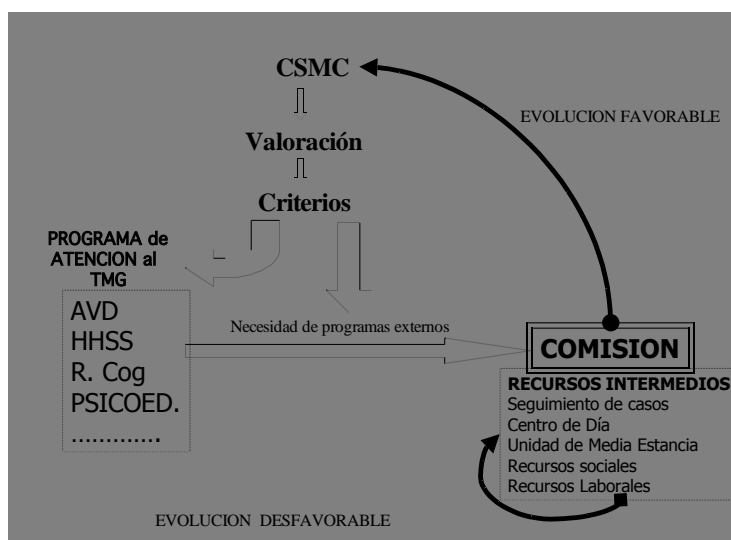 CSMC
EVOLUCION FAVORABLE
Valoración
Criterios
PROGRAMA de
ATENCION al
TMG
AVD
HHSS
R. Cog
PSICOED.
.............
Necesidad de programas externos
COMISION
RECURSOS INTERMEDIOS
Seguimiento de casos
Centro de Día
Unidad de Media Estancia
Recursos sociales
Recursos Laborales
EVOLUCION DESFAVORABLE